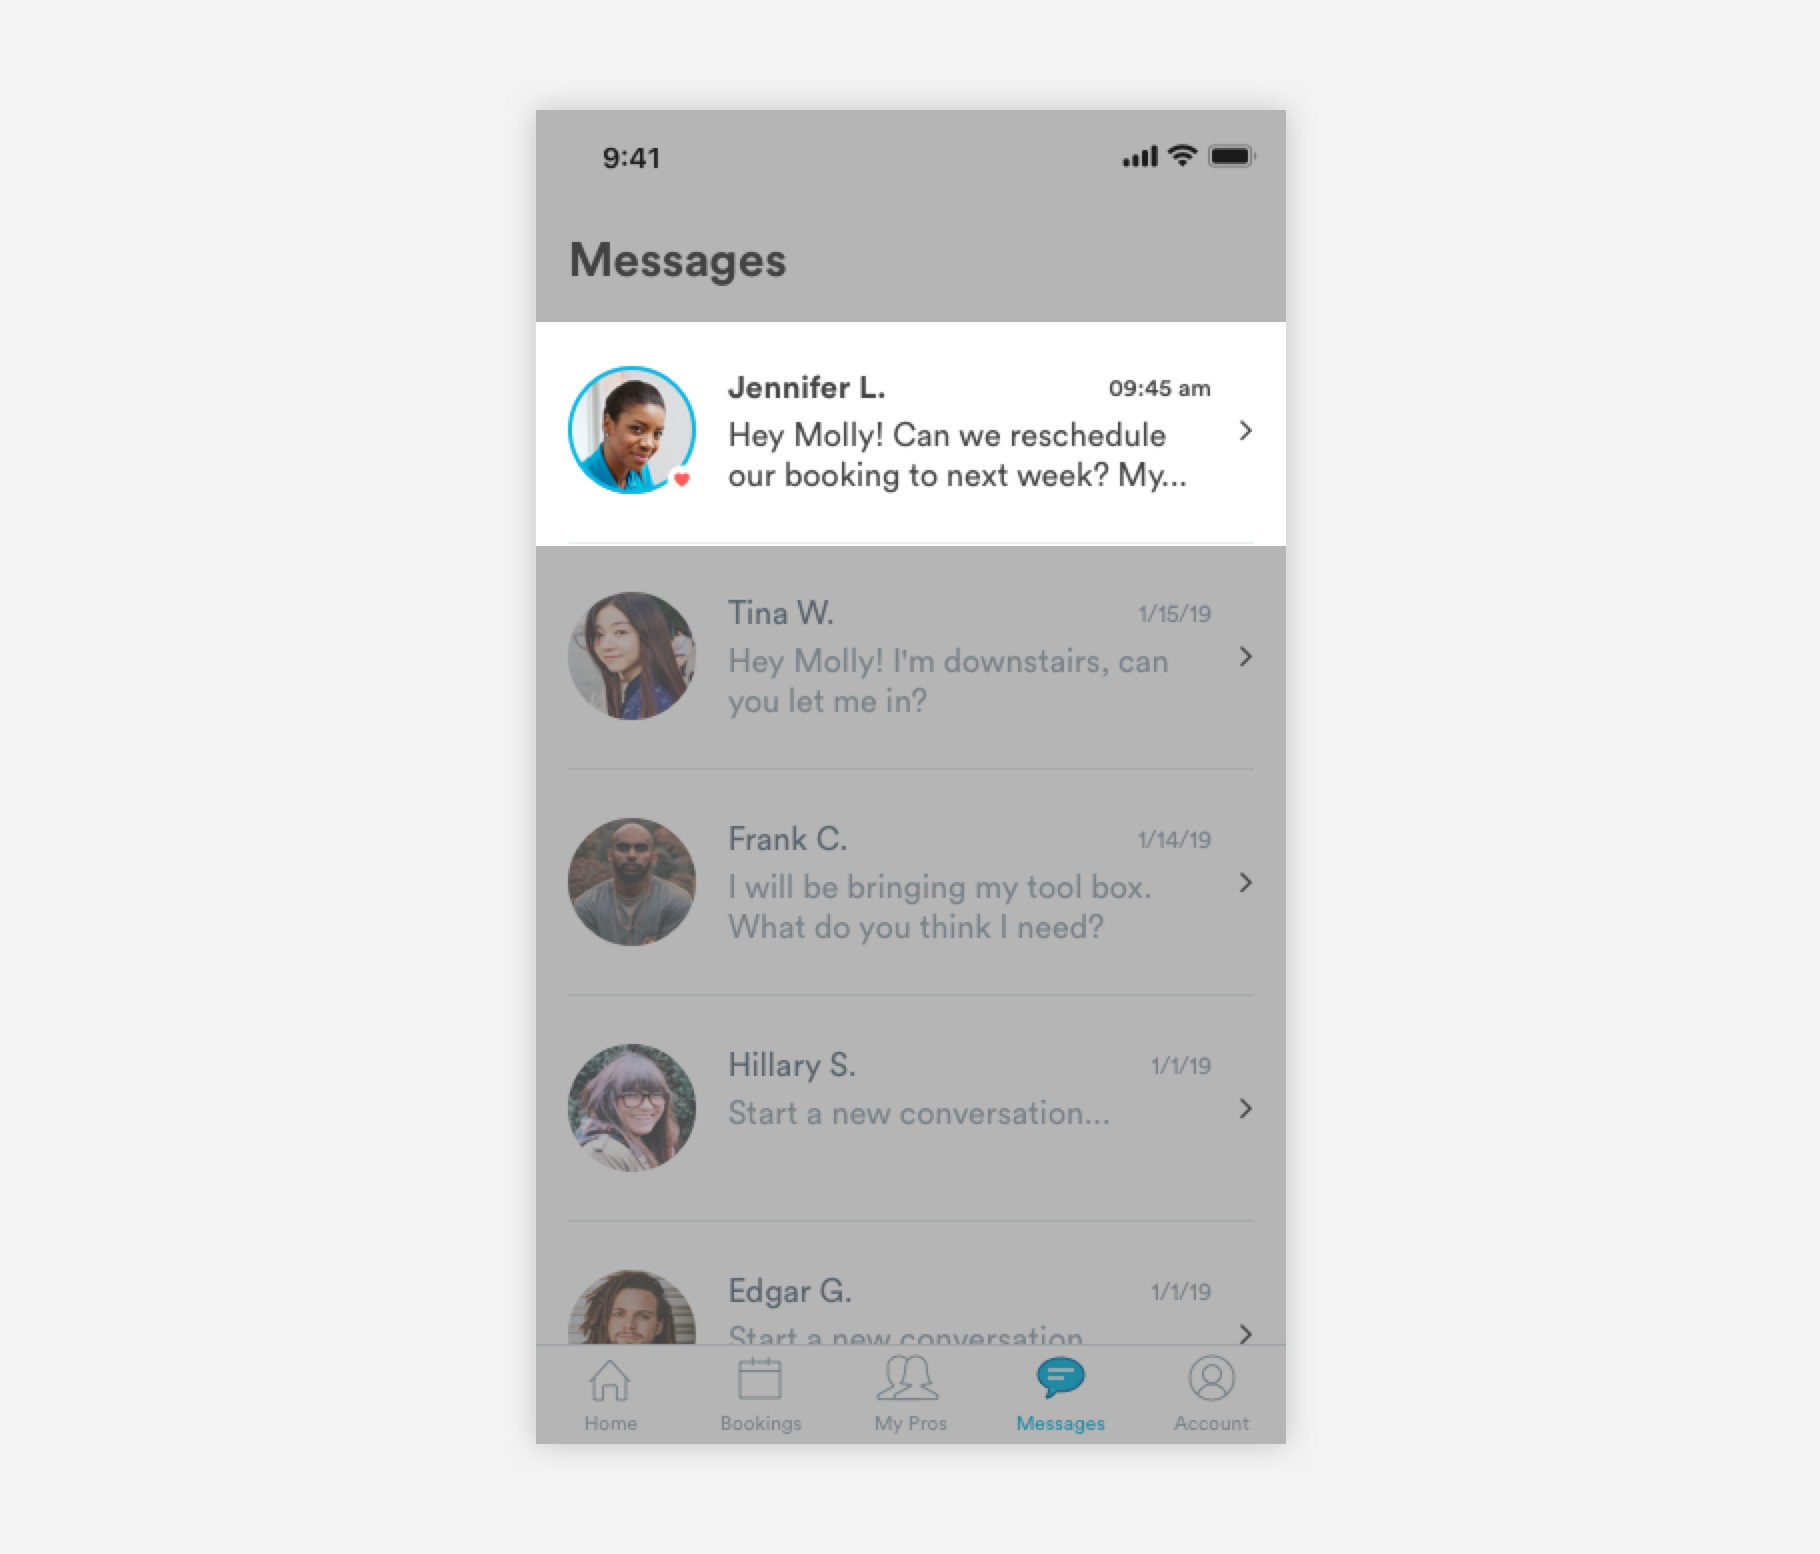 9:41
Messages
Jennifer L. 09:45 am
Hey Molly! Can we reschedule
our booking to next week? My...
Tina W. 1/15/19
Hey Molly! I'm downstairs, can
you let me in?
Frank C. 1/14/19
I will be bringing my tool box.
What do you think I need?
Hillary S. 1/1/19
Start a new conversation...
Edgar G. 1/1/19
Start a new conversation
Home Bookings My Pros Messages Account